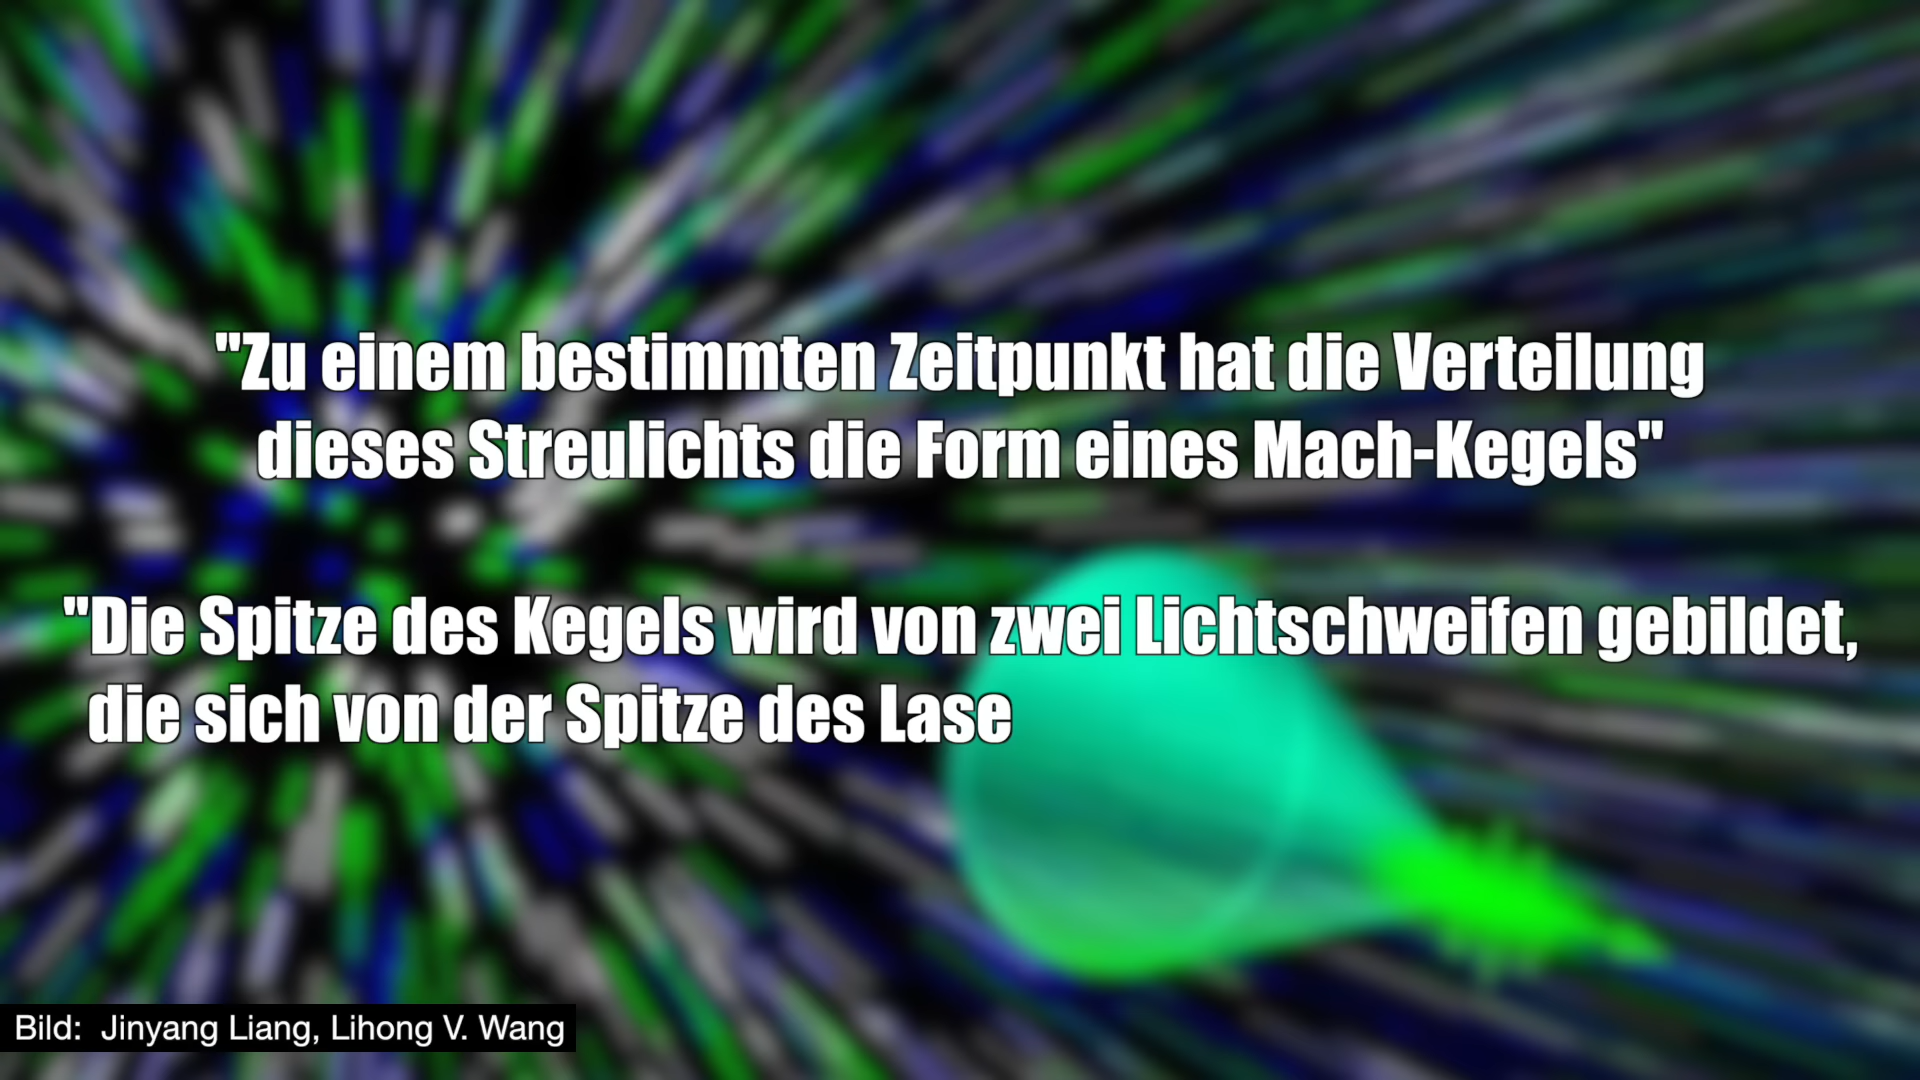 "Zu einem bestimmten Zeitpunkt hat die Verteilung
dieses Streulichts die Form eines Mach-Kegels"
"Die Spitze des Kegels wird von zwei Lichtschweifen gebildet,
die sich von der Spitze des Lase
Bild: Jinyang Liang, Lihong V. Wang